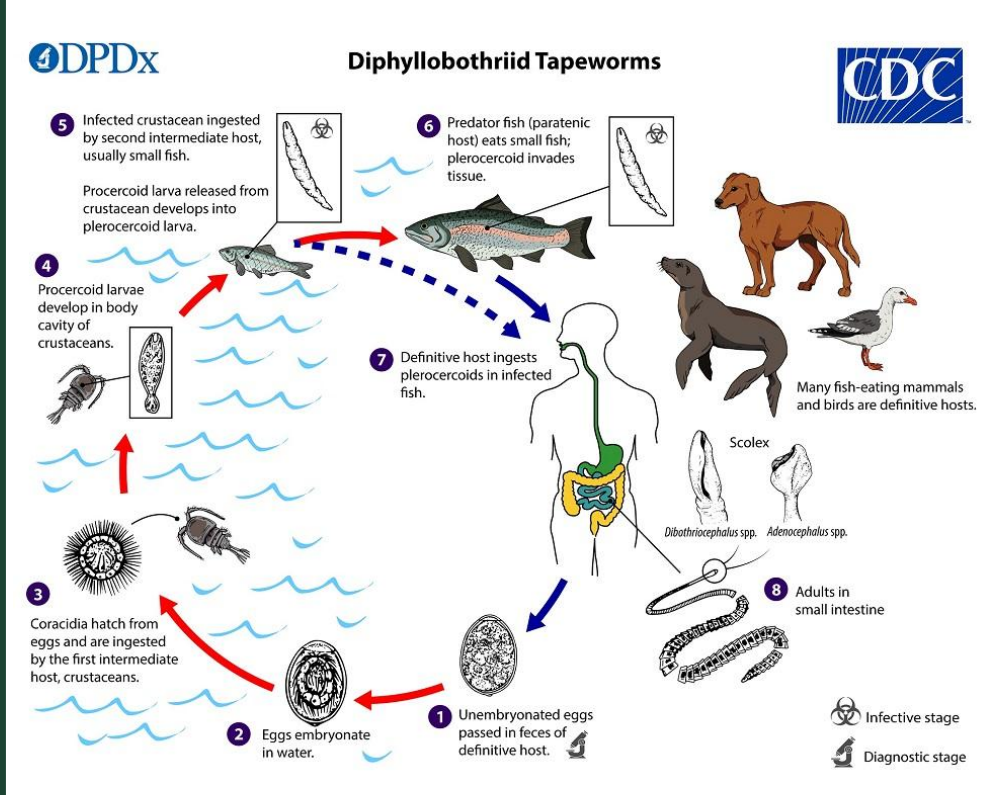 DPDx
Diphyllobothriid Tapeworms
CDC
5
Infected crustacean ingested
by second intermediate host,
usually small fish.
Procercoid larva released from
crustacean develops into
plerocercoid larva.
6
Predator fish (paratenic
host) eats small fish;
plerocercoid invades
tissue.
4
Procercoid larvae
develop in body
cavity of
crustaceans.
7
Definitive host ingests
plerocercoids in infected
fish.
Many fish-eating mammals
and birds are definitive hosts.
Scolex
Dibothriocephalus spp.
Adenocephalus spp.
8
Adults in
small intestine
3
Coracidia hatch from
eggs and are ingested
by the first intermediate
host, crustaceans.
2
Eggs embryonate
in water.
1
Unembryonated eggs
passed in feces of
definitive host.
Infective stage
Diagnostic stage